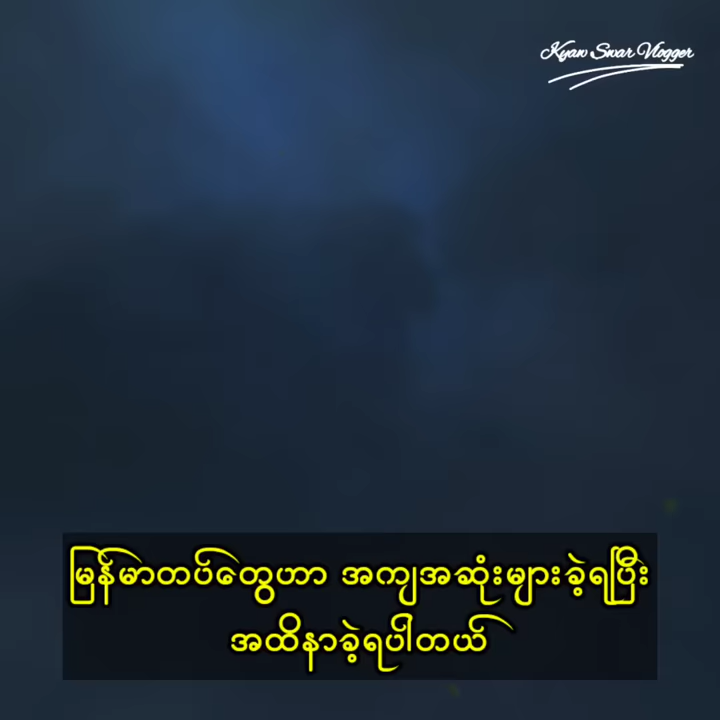 Kyaw Swar Vlogger
မြန်မာတပ်တွေဟာ အကျအဆုံးများခဲ့ရပြီး
အထိနာခဲ့ရပါတယ်